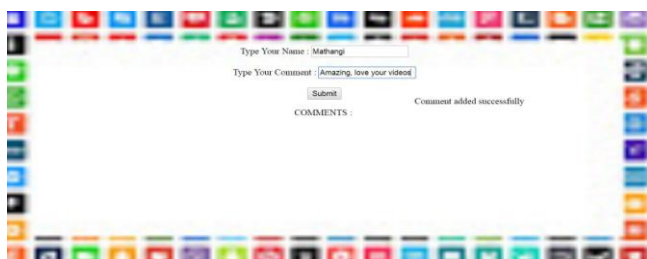 Type Your Name : Mathangi
Type Your Comment : Amazing, love your videos
Submit
Comment added successfully
COMMENTS :